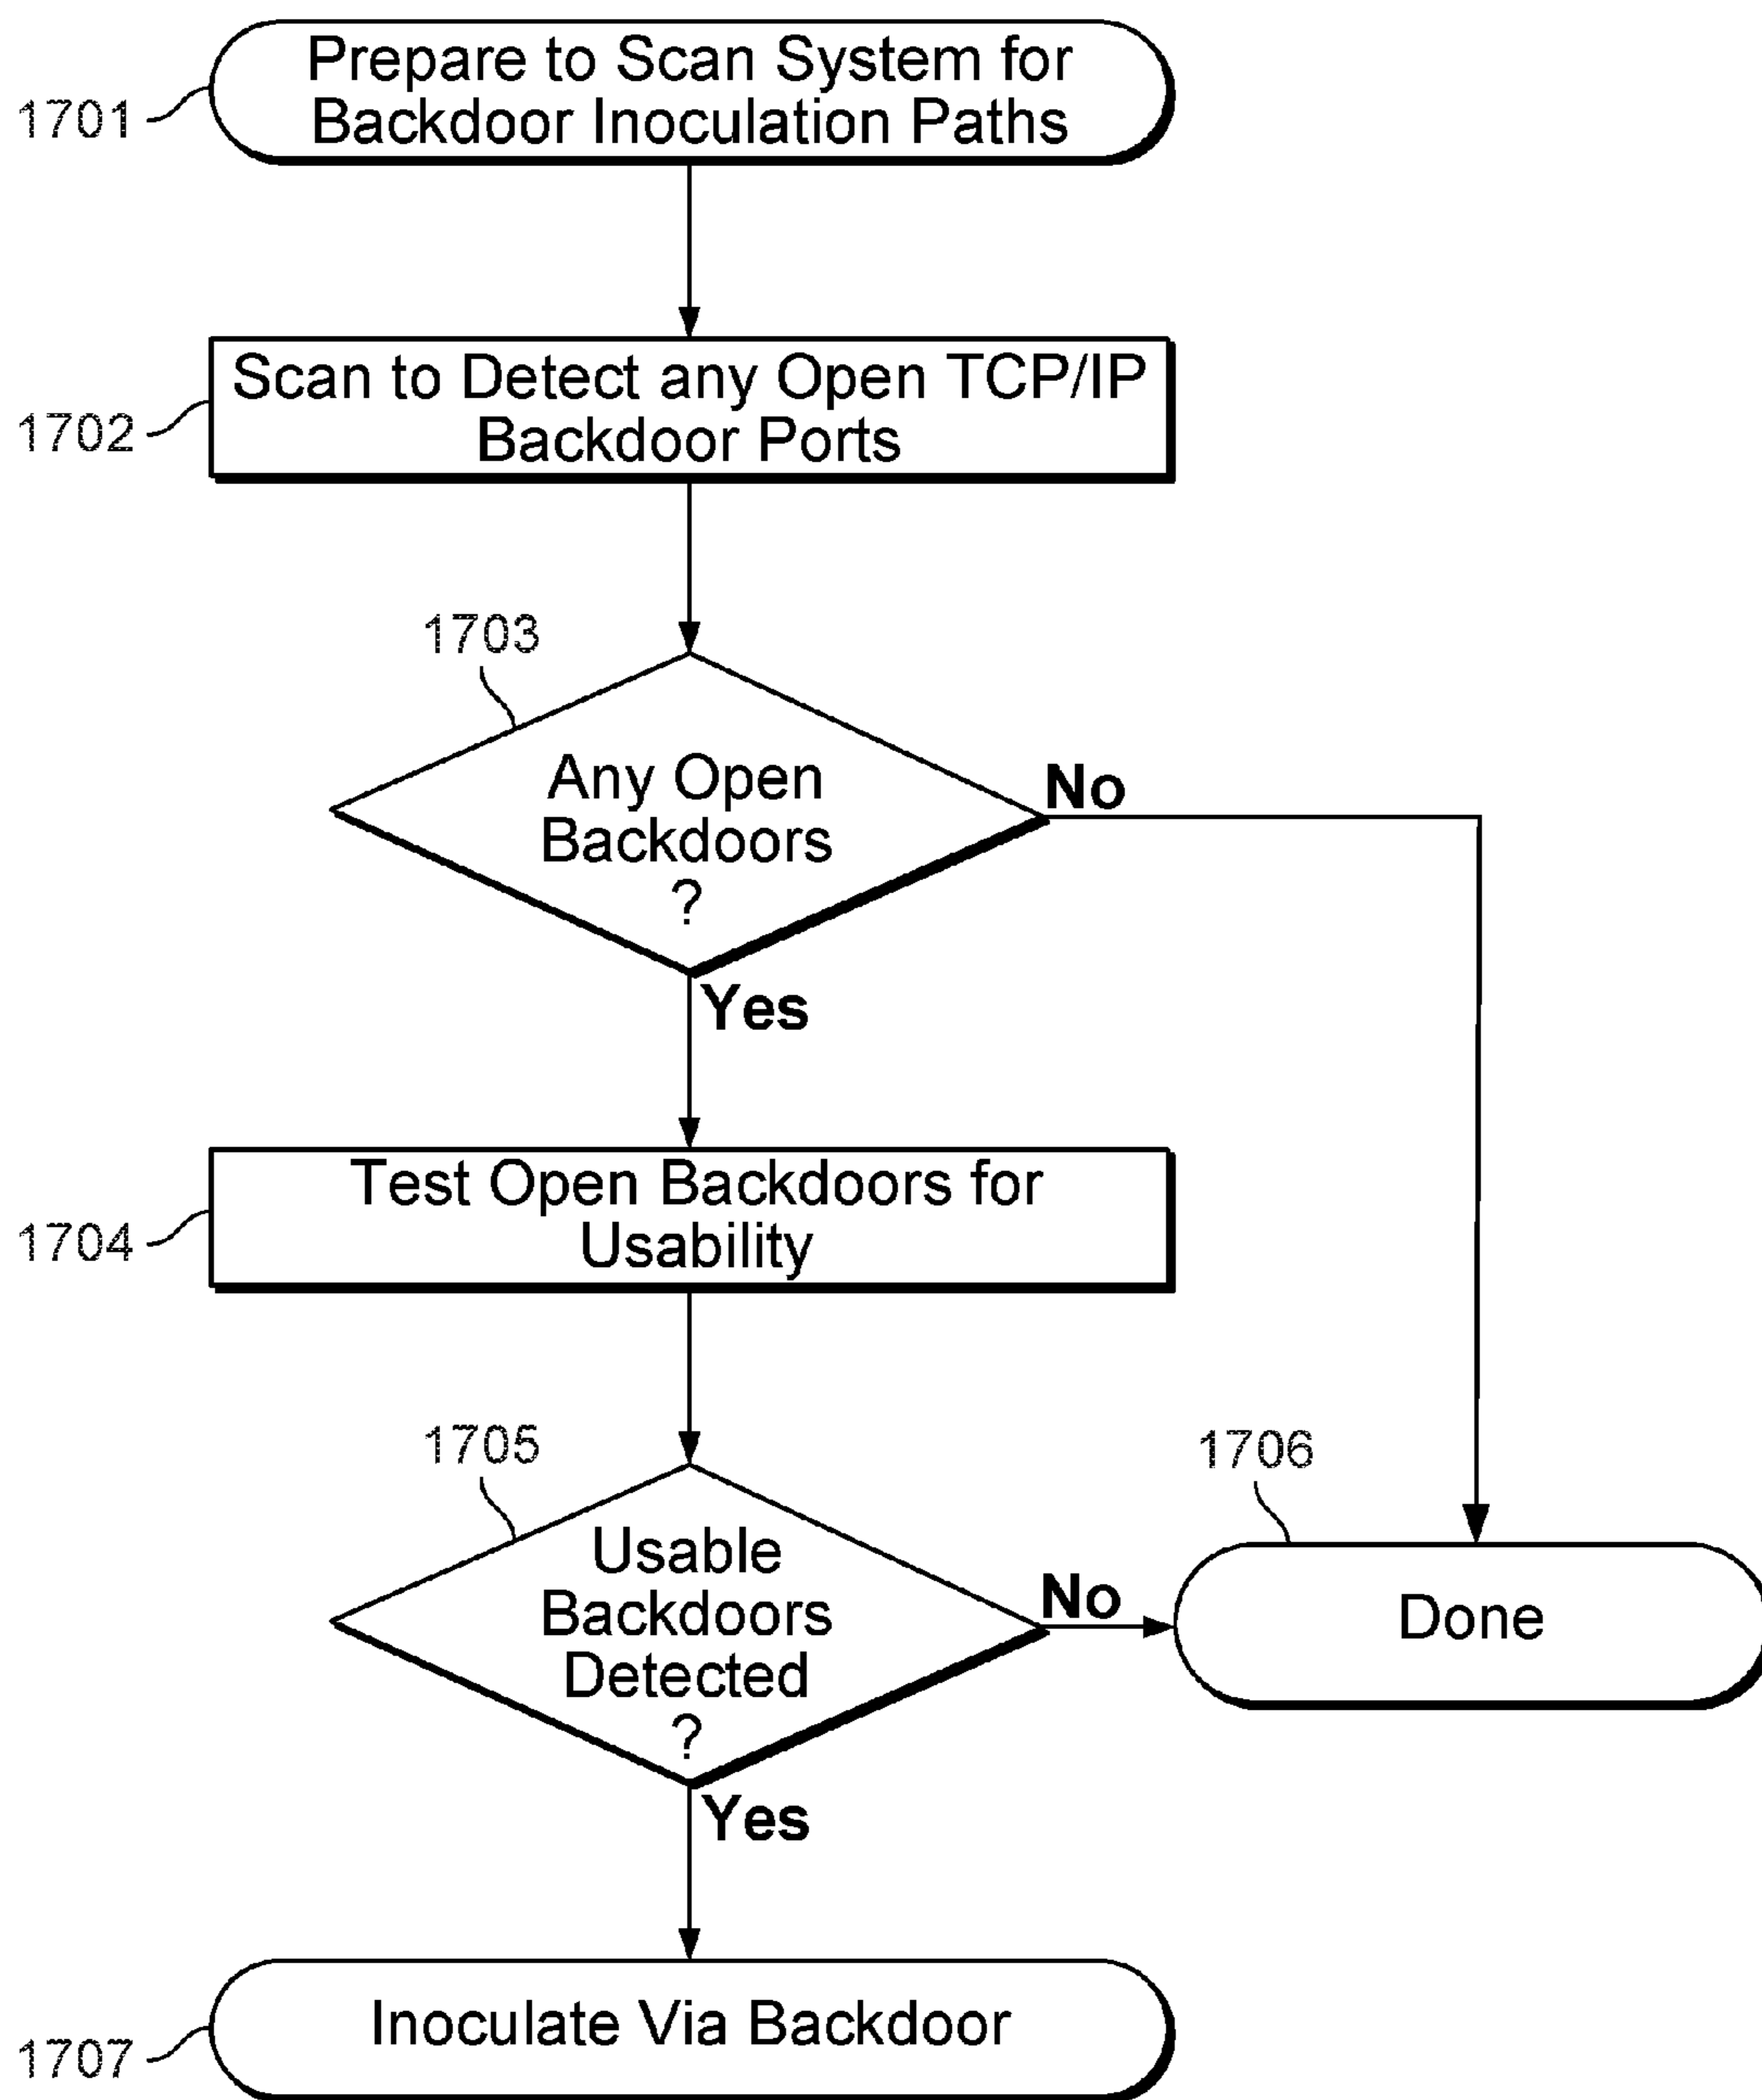 Prepare to Scan System for
Backdoor Inoculation Paths
1701
Scan to Detect any Open TCP/IP
Backdoor Ports
1702
1703
Any Open
Backdoors
?
No
Yes
Test Open Backdoors for
Usability
1704
1705
Usable
Backdoors
Detected
?
No
1706
Done
Yes
Inoculate Via Backdoor
1707